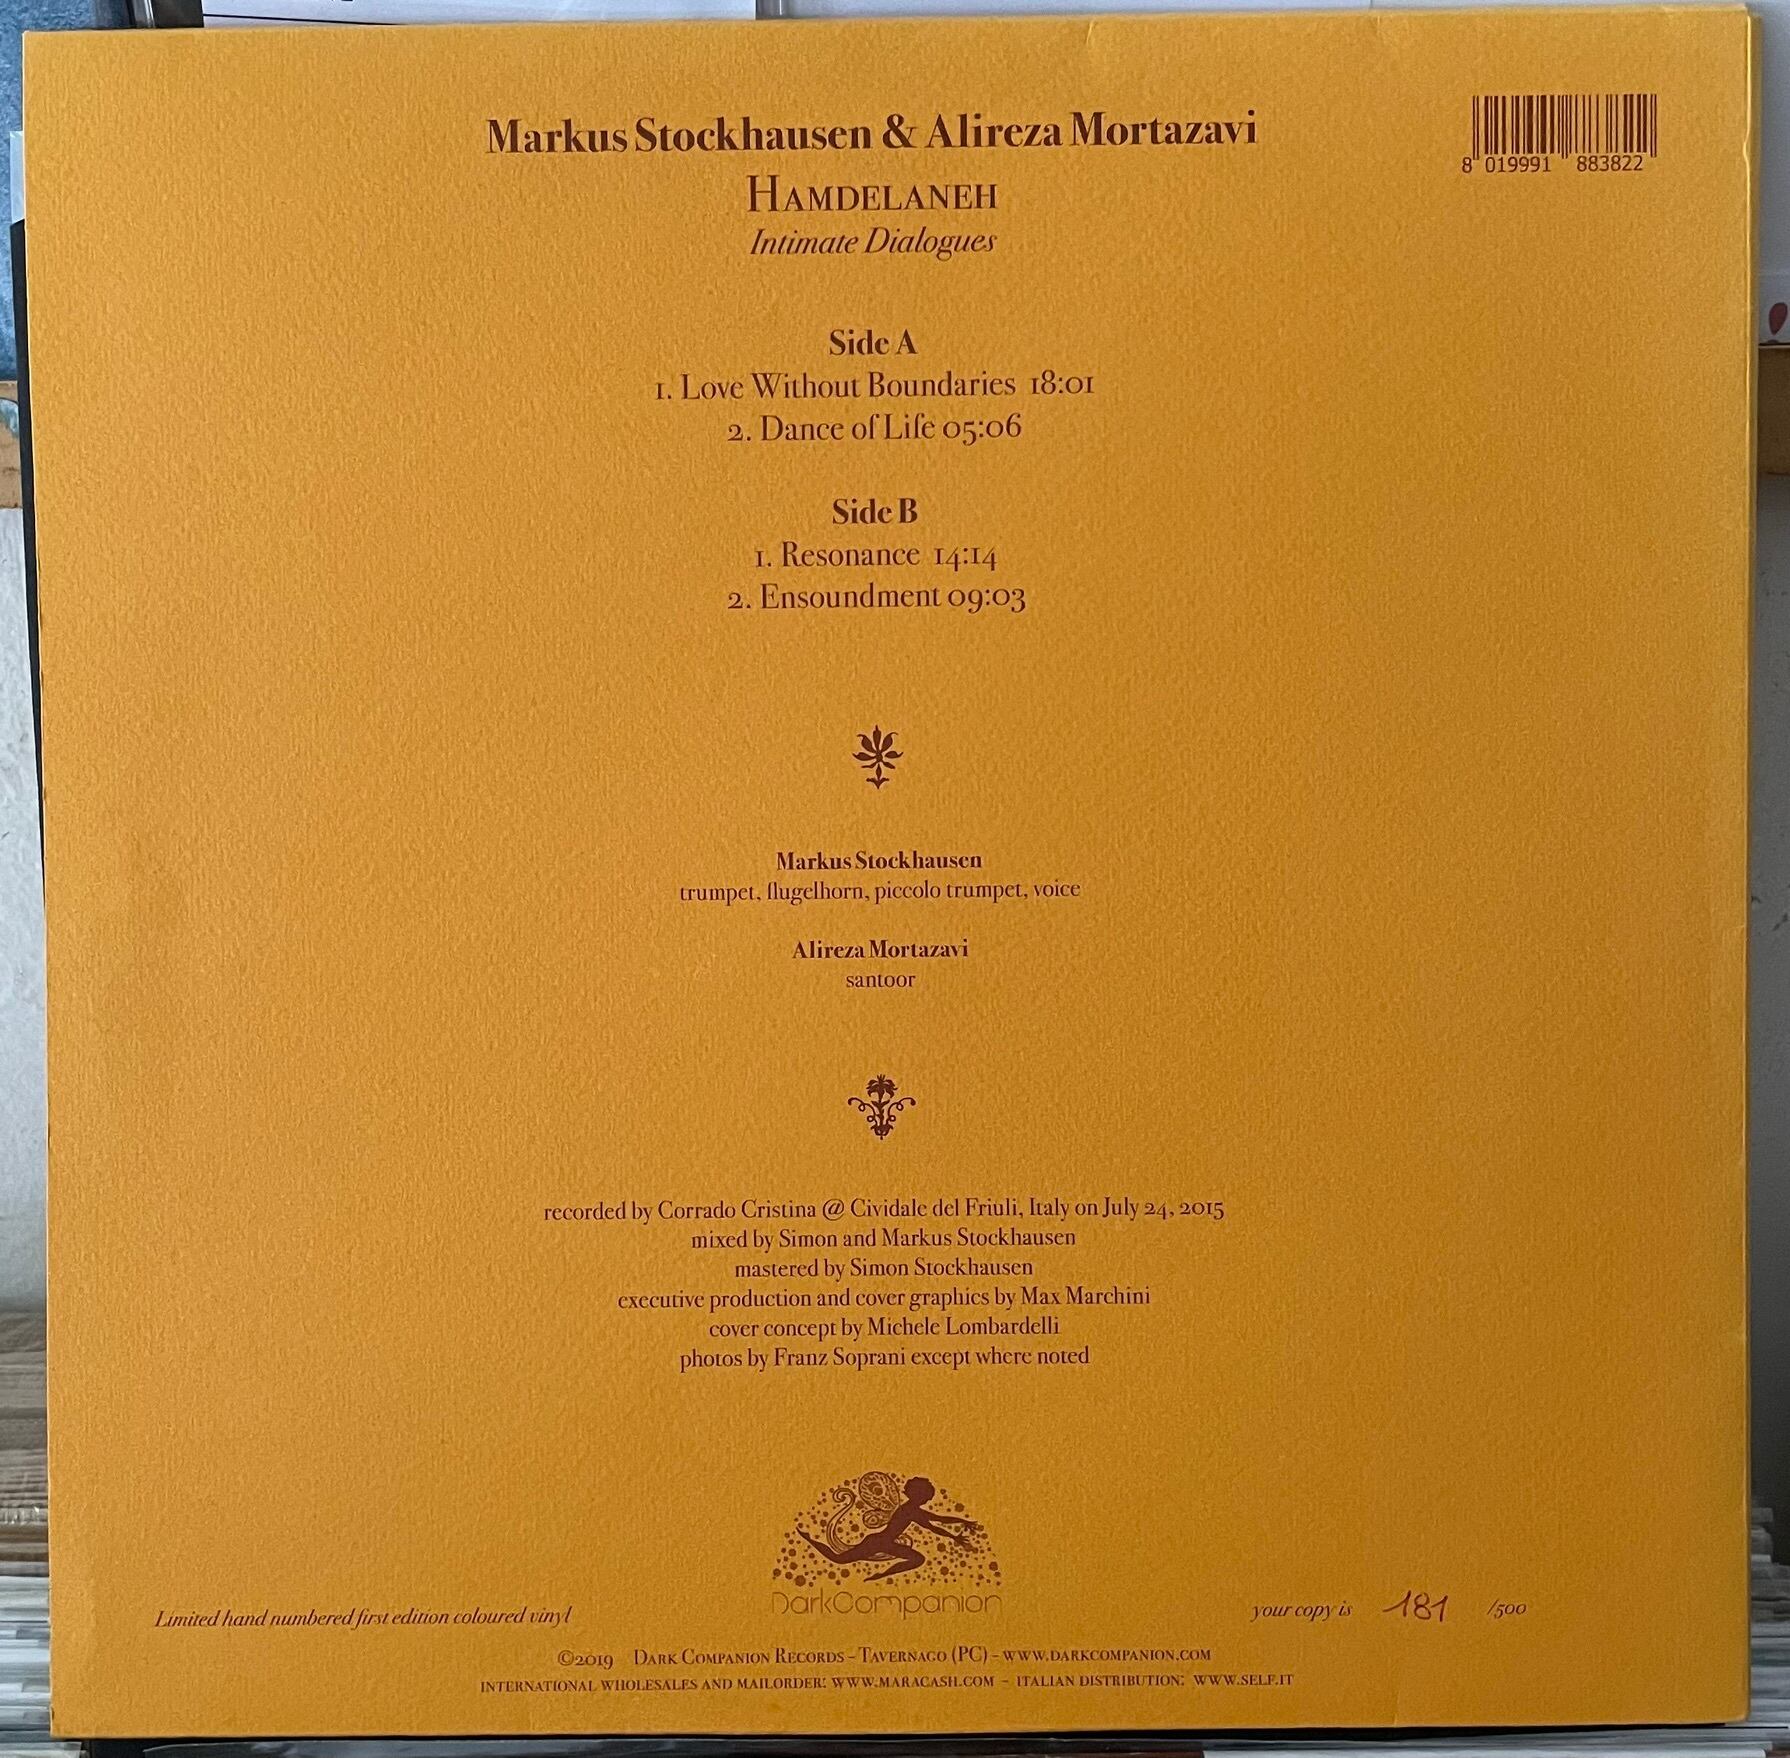 Markus Stockhausen & Alireza Mortazavi
8 019991 883822
HAMDELANEH
Intimate Dialogues
Side A
1. Love Without Boundaries 18:01
2. Dance of Life 05:06
Side B
1. Resonance 14:14
2. Ensoundment 09:03
Markus Stockhausen
trumpet, flugelhorn, piccolo trumpet, voice
Alireza Mortazavi
santoor
recorded by Corrado Cristina @ Cividale del Friuli, Italy on July 24, 2015
mixed by Simon and Markus Stockhausen
mastered by Simon Stockhausen
executive production and cover graphics by Max Marchini
cover concept by Michele Lombardelli
photos by Franz Soprani except where noted
DarkCompanion
Limited hand numbered first edition coloured vinyl
your copy is 181 /500
©2019 DARK COMPANION RECORDS – TAVERNAGO (PC) – WWW.DARKCOMPANION.COM
INTERNATIONAL WHOLESALES AND MAILORDER: WWW.MARACASH.COM – ITALIAN DISTRIBUTION: WWW.SELF.IT